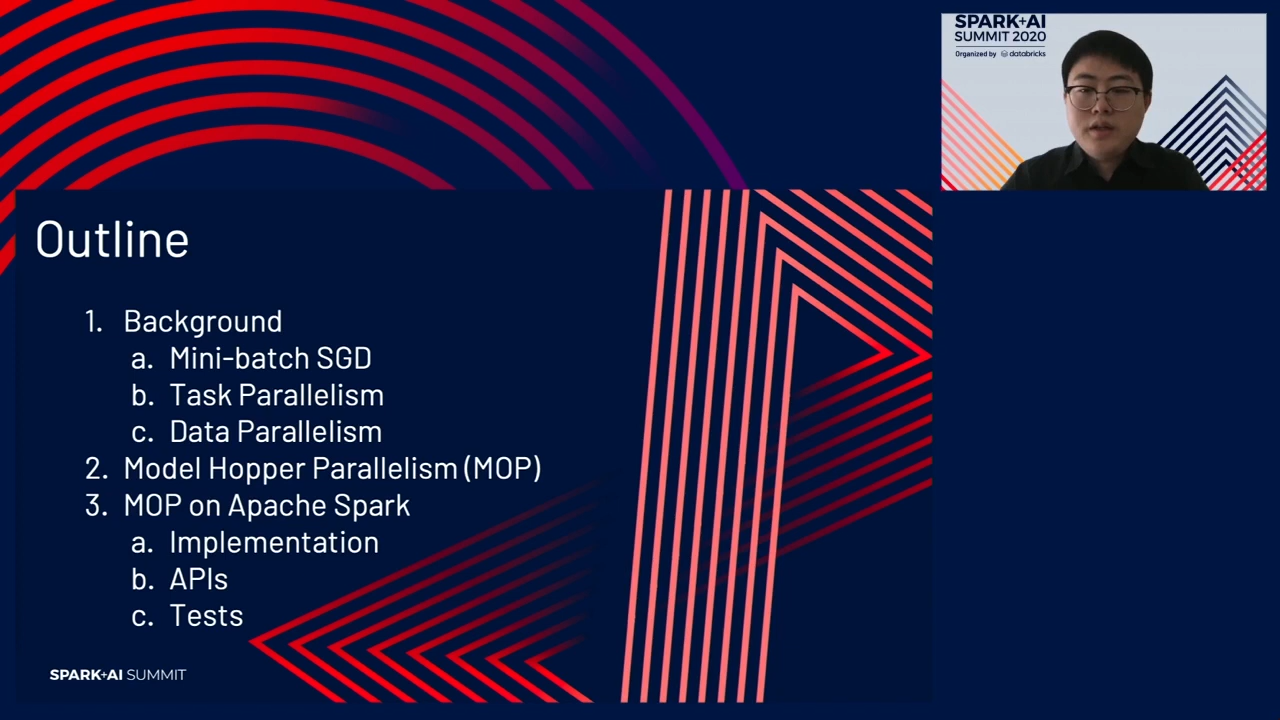 SPARK+AI
SUMMIT 2020
Organized by databricks
Outline
1. Background
a. Mini-batch SGD
b. Task Parallelism
c. Data Parallelism
2. Model Hopper Parallelism (MOP)
3. MOP on Apache Spark
a. Implementation
b. APIs
c. Tests
SPARK+AI SUMMIT